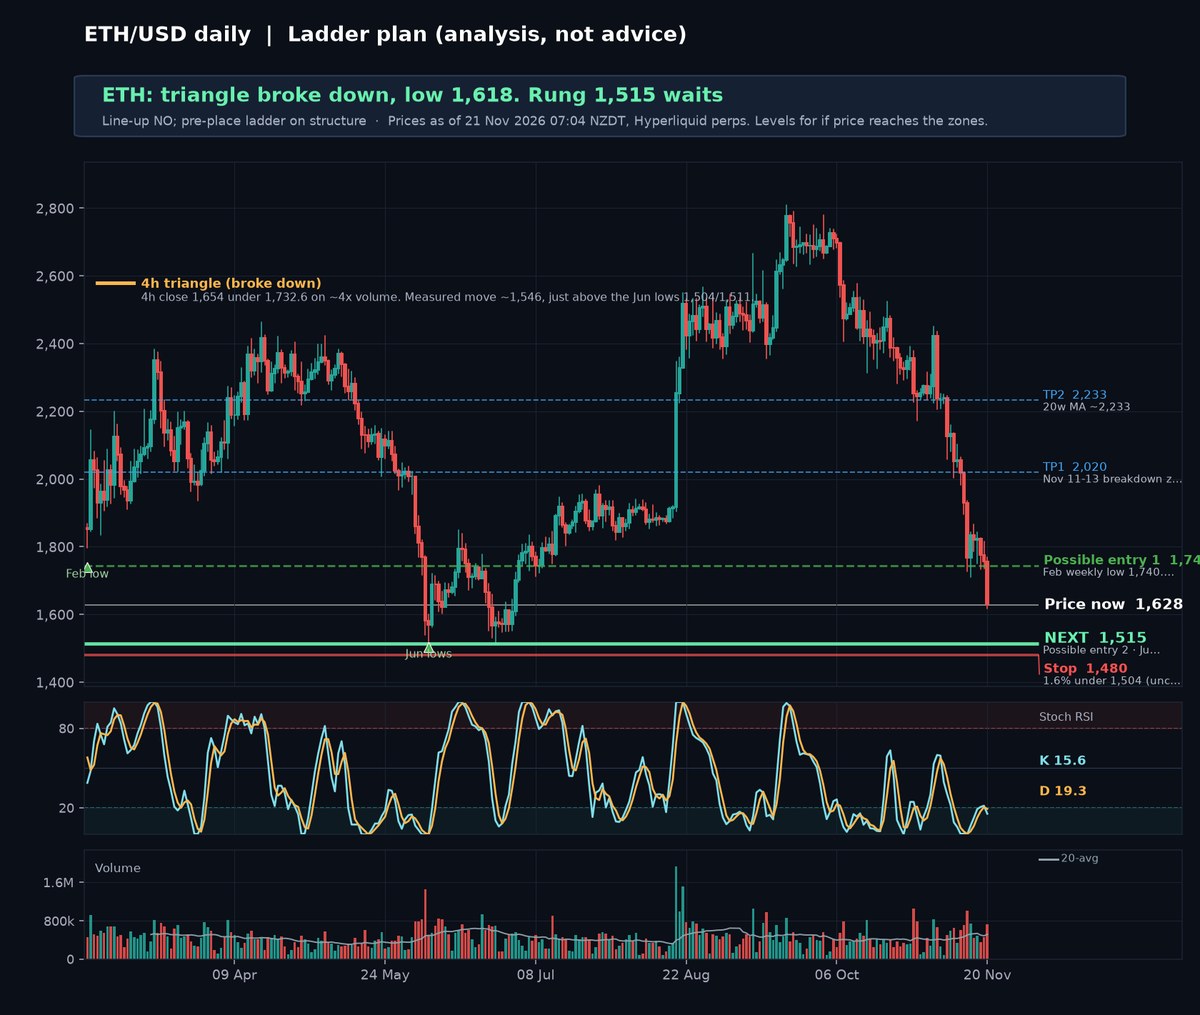 ETH/USD daily | Ladder plan (analysis, not advice)
ETH: triangle broke down, low 1,618. Rung 1,515 waits
Line-up NO; pre-place ladder on structure · Prices as of 21 Nov 2026 07:04 NZDT, Hyperliquid perps. Levels for if price reaches the zones.
2,800
2,600
2,400
2,200
2,000
1,800
1,600
1,400
4h triangle (broke down)
4h close 1,654 under 1,732.6 on ~4x volume. Measured move ~1,546, just above the Jun lows 1,504/1,511.
TP2 2,233
20w MA ~2,233
TP1 2,020
Nov 11-13 breakdown z...
Possible entry 1 1,74
Feb weekly low 1,740....
Feb low
Price now 1,628
NEXT 1,515
Possible entry 2 · Ju...
Jun lows
Stop 1,480
1.6% under 1,504 (unc...
Stoch RSI
80
K 15.6
D 19.3
20
Volume
20-avg
1.6M
800k
0
09 Apr
24 May
08 Jul
22 Aug
06 Oct
20 Nov